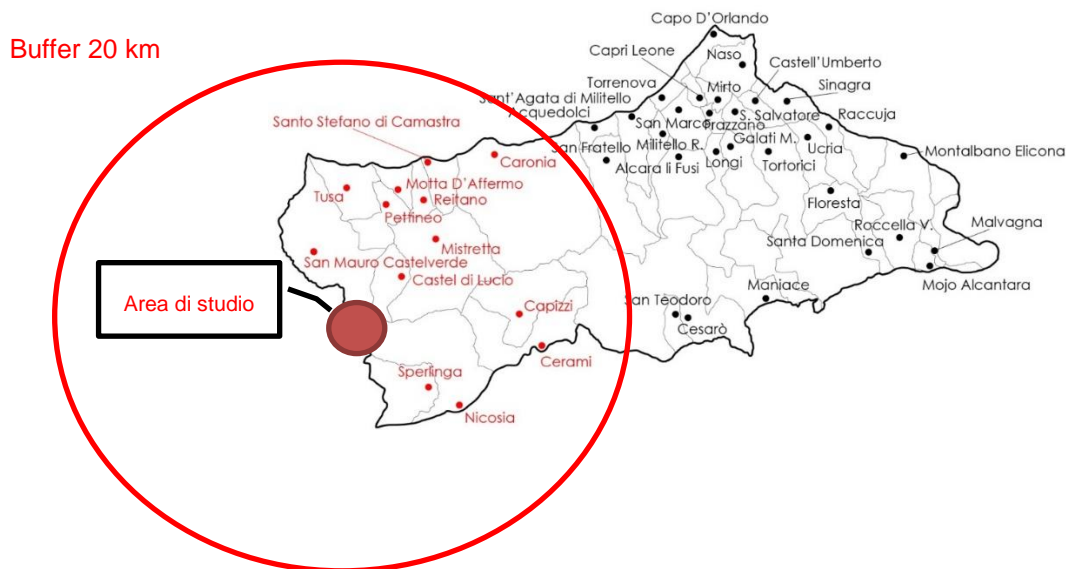 Buffer 20 km
Capo D'Orlando
Capri Leone
Naso
Castell'Umberto
Torrenova
Mirto
Sinagra
Sant'Agata di Militello
Acquedolci
San Marco
Frazzanò
S. Salvatore
Raccuja
Santo Stefano di Camastra
Caronia
San Fratello
Militello R.
Galati M.
Ucria
Alcara li Fusi
Longi
Tortorici
Montalbano Elicona
Tusa
Motta D'Affermo
Reitano
Pettineo
Floresta
Mistretta
Roccella V.
Malvagna
San Mauro Castelverde
Santa Domenica
Castel di Lucio
Mojo Alcantara
Area di studio
Capizzi
San Teodoro
Maniace
Cesarò
Cerami
Sperlinga
Nicosia